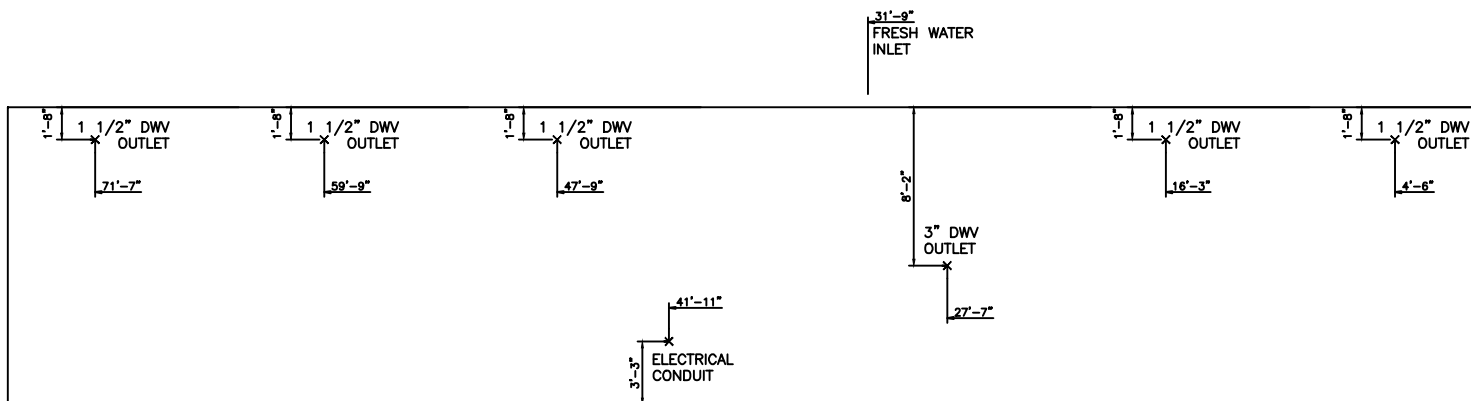 31'-9"
FRESH WATER
INLET
1'-8"
1 1/2" DWV
OUTLET
71'-7"
1'-8"
1 1/2" DWV
OUTLET
59'-9"
1'-8"
1 1/2" DWV
OUTLET
47'-9"
1'-8"
1 1/2" DWV
OUTLET
16'-3"
1'-8"
1 1/2" DWV
OUTLET
4'-6"
8'-2"
3" DWV
OUTLET
27'-7"
41'-11"
3'-3"
ELECTRICAL
CONDUIT